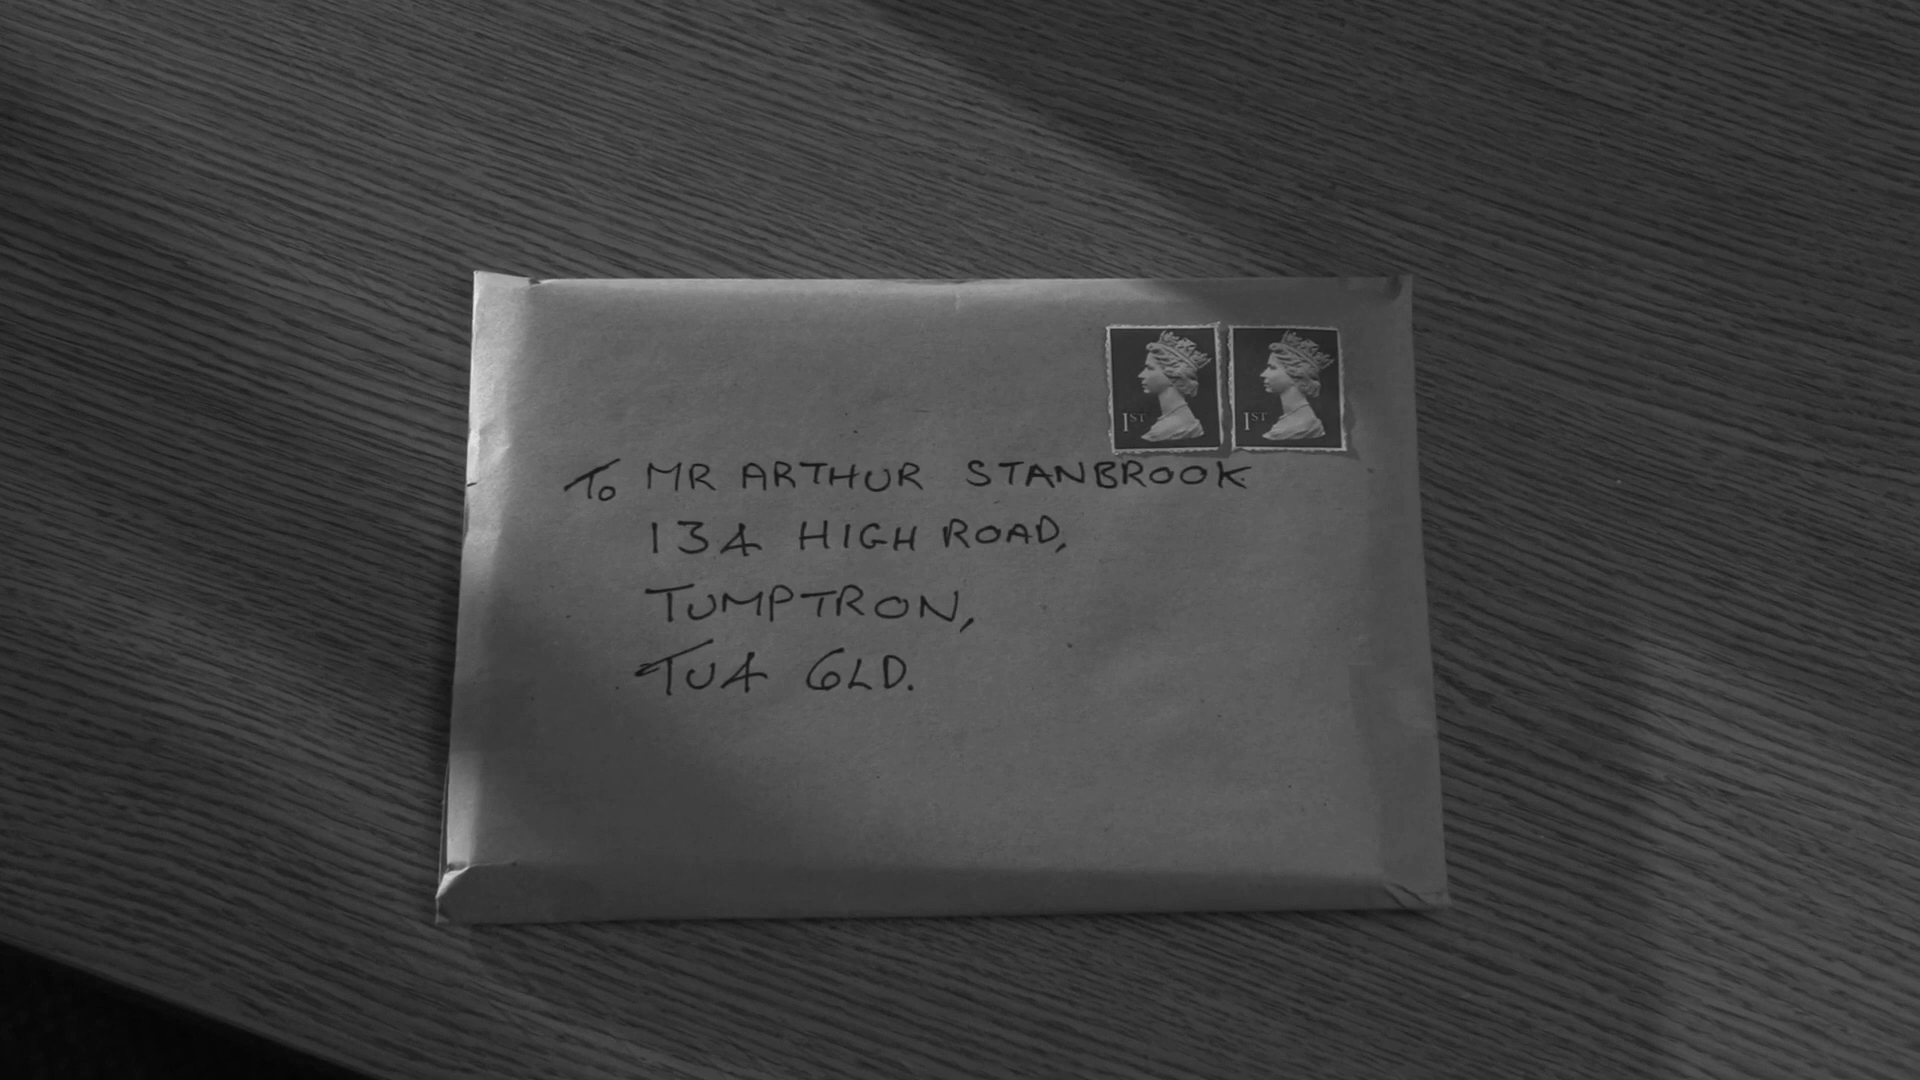 1ST 1ST
To MR ARTHUR STANBROOK
134 HIGH ROAD,
TUMPTRON,
TU4 6LD.